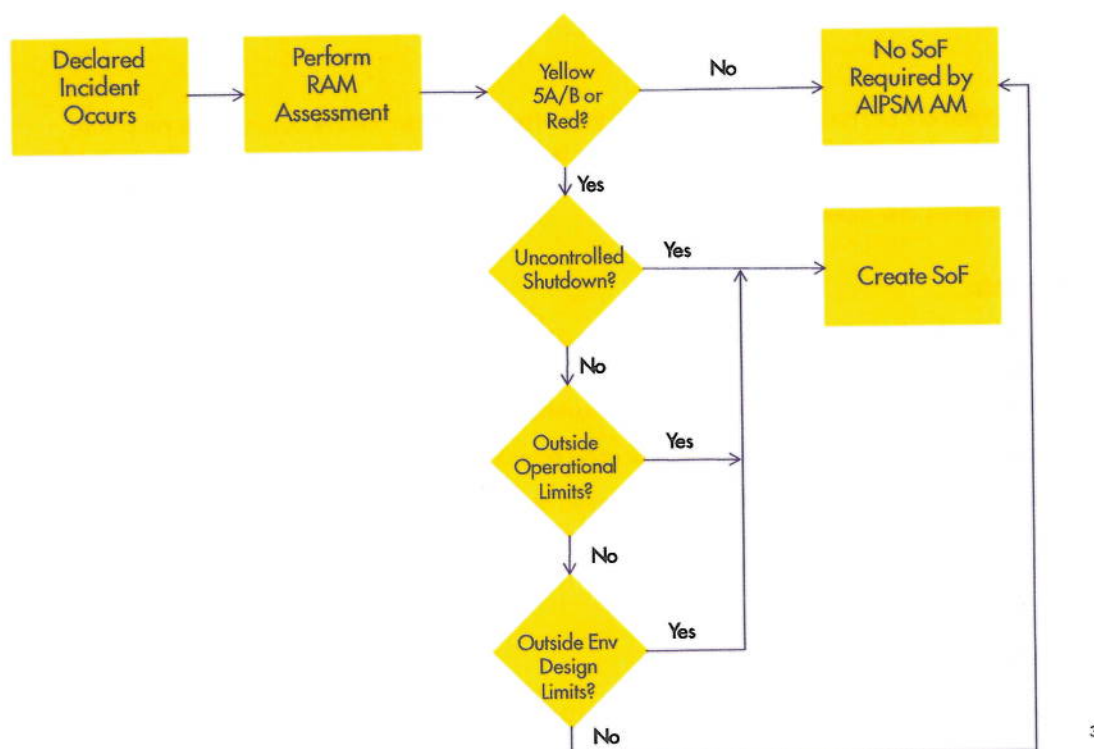 Declared
Incident
Occurs
Perform
RAM
Assessment
Yellow
5A/B or
Red?
No
No SoF
Required by
AIPSM AM
Yes
Uncontrolled
Shutdown?
Yes
Create SoF
No
Outside
Operational
Limits?
Yes
No
Outside Env
Design
Limits?
Yes
No
3